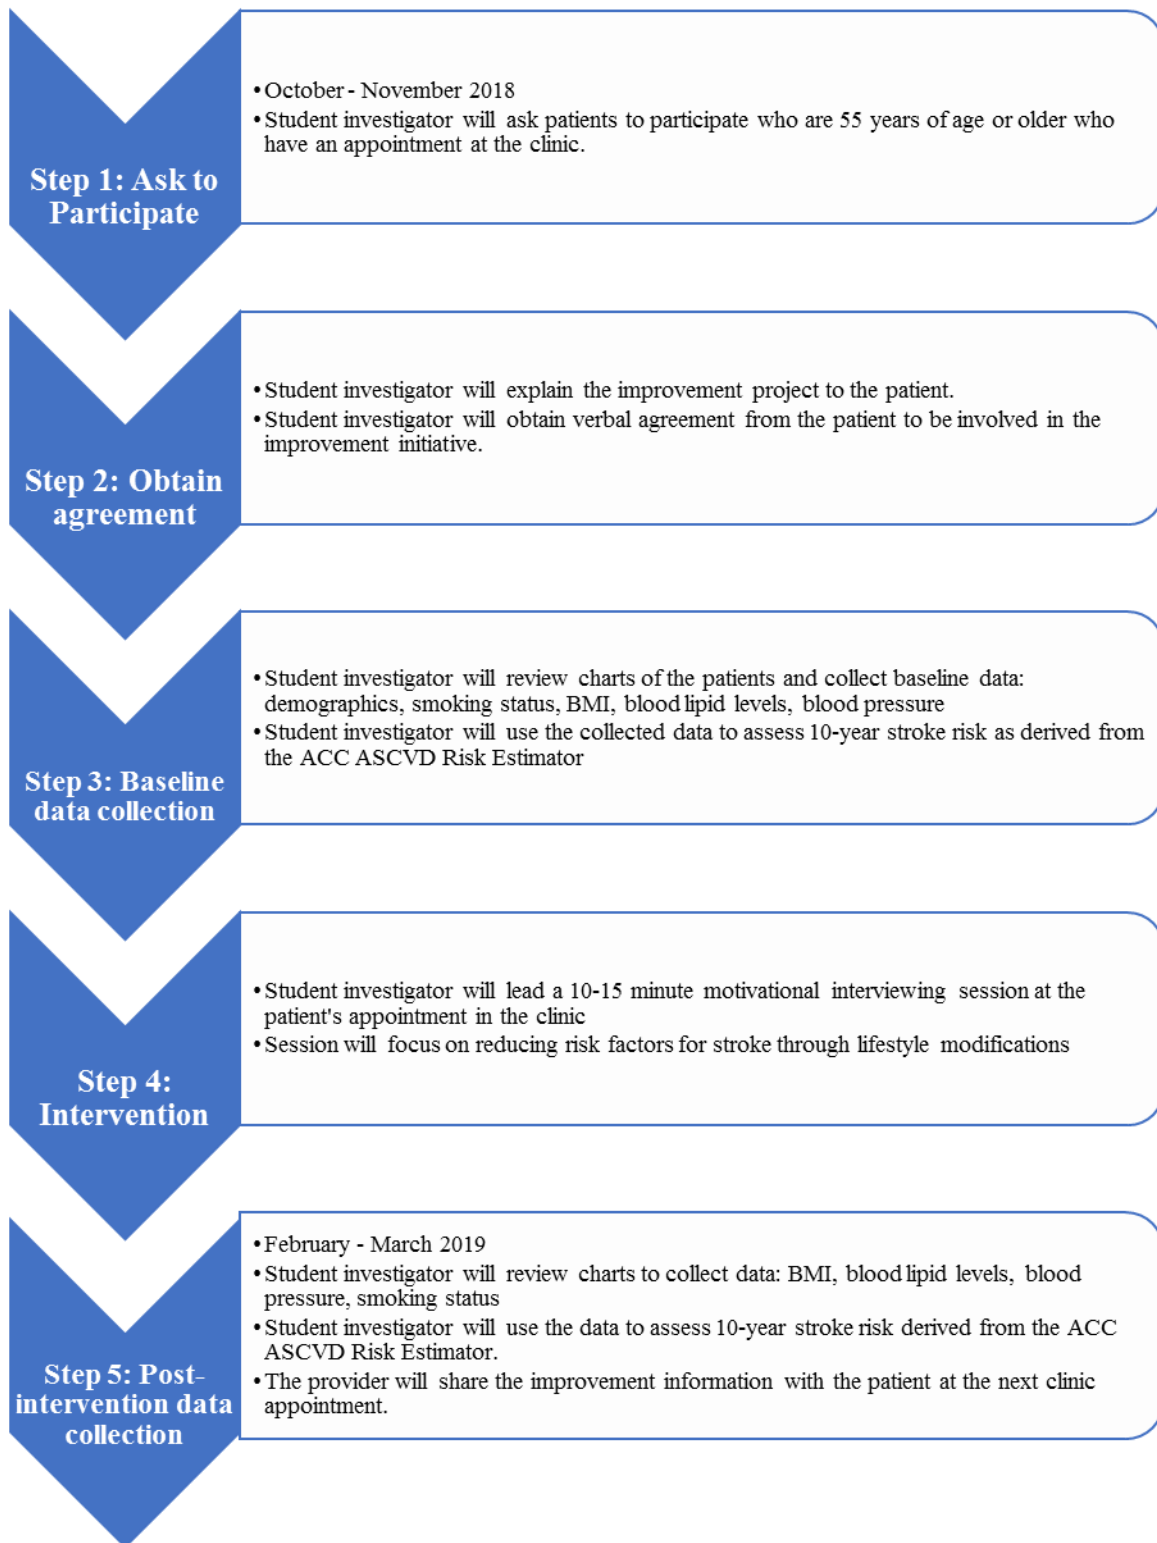 Step 1: Ask to
Participate
•October - November 2018
•Student investigator will ask patients to participate who are 55 years of age or older who
have an appointment at the clinic.
Step 2: Obtain
agreement
•Student investigator will explain the improvement project to the patient.
•Student investigator will obtain verbal agreement from the patient to be involved in the
improvement initiative.
Step 3: Baseline
data collection
•Student investigator will review charts of the patients and collect baseline data:
demographics, smoking status, BMI, blood lipid levels, blood pressure
•Student investigator will use the collected data to assess 10-year stroke risk as derived from
the ACC ASCVD Risk Estimator
Step 4:
Intervention
•Student investigator will lead a 10-15 minute motivational interviewing session at the
patient's appointment in the clinic
•Session will focus on reducing risk factors for stroke through lifestyle modifications
Step 5: Post-
intervention data
collection
•February - March 2019
•Student investigator will review charts to collect data: BMI, blood lipid levels, blood
pressure, smoking status
•Student investigator will use the data to assess 10-year stroke risk derived from the ACC
ASCVD Risk Estimator.
•The provider will share the improvement information with the patient at the next clinic
appointment.